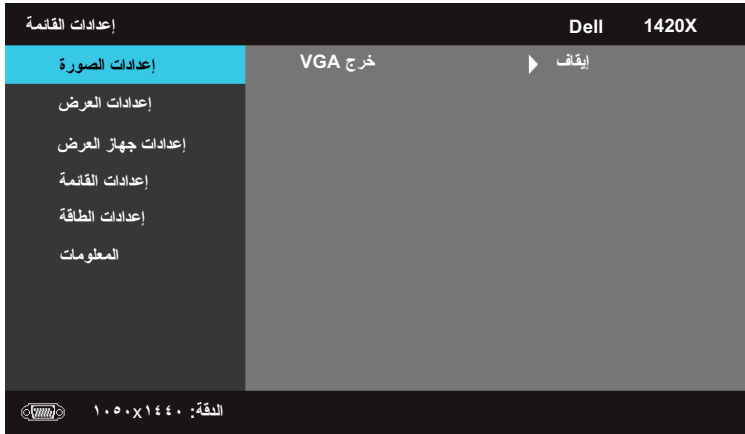 إعدادات القائمة
Dell 1420X
إعدادات الصورة
خرج VGA
إيقاف
إعدادات العرض
إعدادات جهاز العرض
إعدادات القائمة
إعدادات الطاقة
المعلومات
الدقة: ١٤٤٠x١٠٥٠